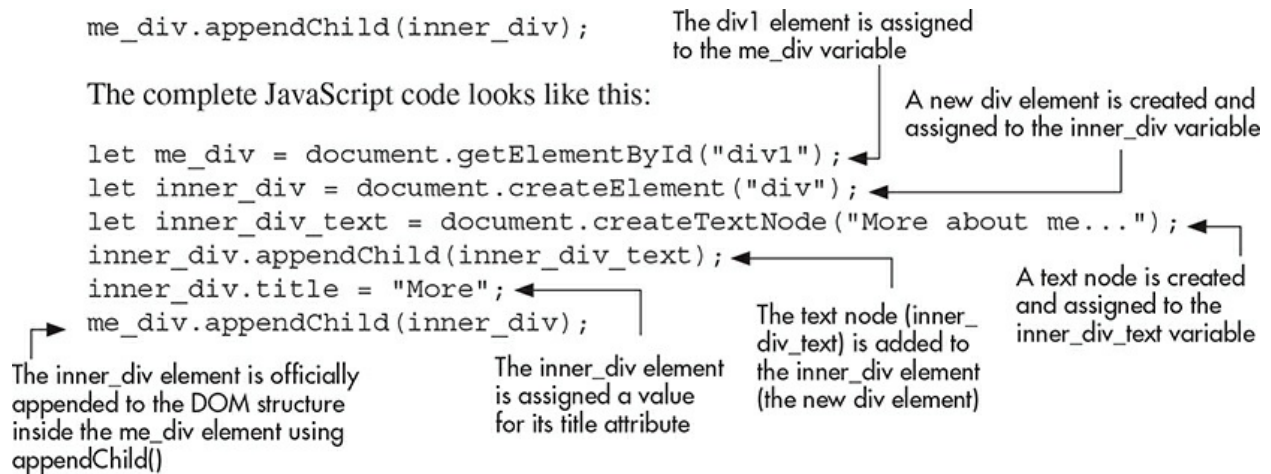 me_div.appendChild(inner_div);
The div1 element is assigned
to the me_div variable
The complete JavaScript code looks like this:
A new div element is created and
assigned to the inner_div variable
let me_div = document.getElementById("div1");
let inner_div = document.createElement("div");
let inner_div_text = document.createTextNode("More about me...");
inner_div.appendChild(inner_div_text);
inner_div.title = "More";
me_div.appendChild(inner_div);
A text node is created
and assigned to the
inner_div_text variable
The text node (inner_
div_text) is added to
the inner_div element
(the new div element)
The inner_div element
is assigned a value
for its title attribute
The inner_div element is officially
appended to the DOM structure
inside the me_div element using
appendChild()